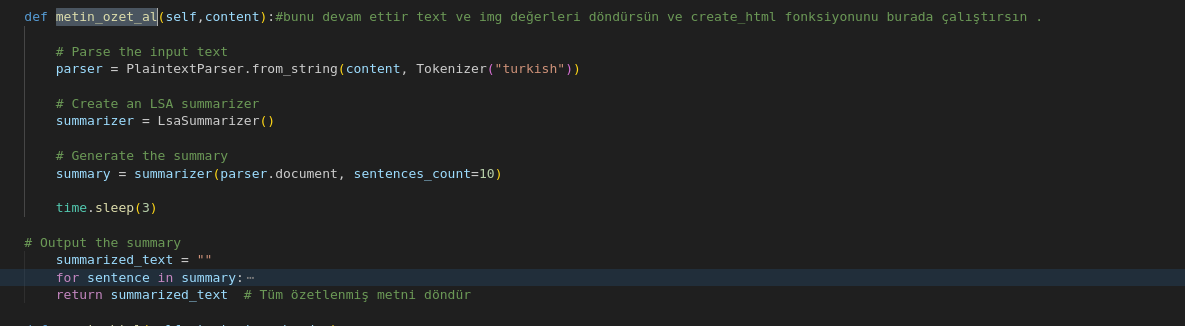 def metin_ozet_al(self,content):#bunu devam ettir text ve img değerleri döndürsün ve create_html fonksiyonunu burada çalıştırsın .
# Parse the input text
parser = PlaintextParser.from_string(content, Tokenizer("turkish"))
# Create an LSA summarizer
summarizer = LsaSummarizer()
# Generate the summary
summary = summarizer(parser.document, sentences_count=10)
time.sleep(3)
# Output the summary
summarized_text = ""
for sentence in summary:⋯
return summarized_text  # Tüm özetlenmiş metni döndür